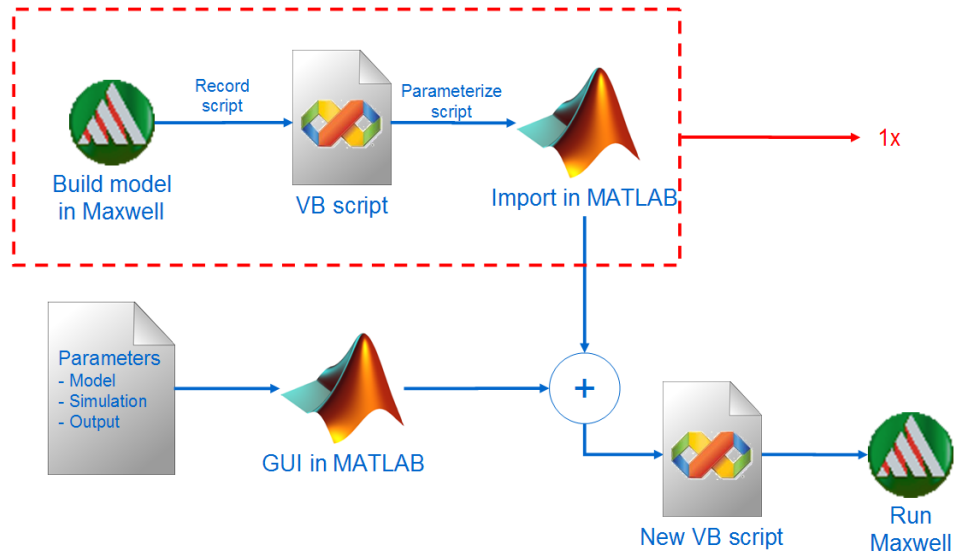 Record
script
Parameterize
script
1x
Build model
in Maxwell
VB script
Import in MATLAB
Parameters
- Model
- Simulation
- Output
+
GUI in MATLAB
New VB script
Run
Maxwell